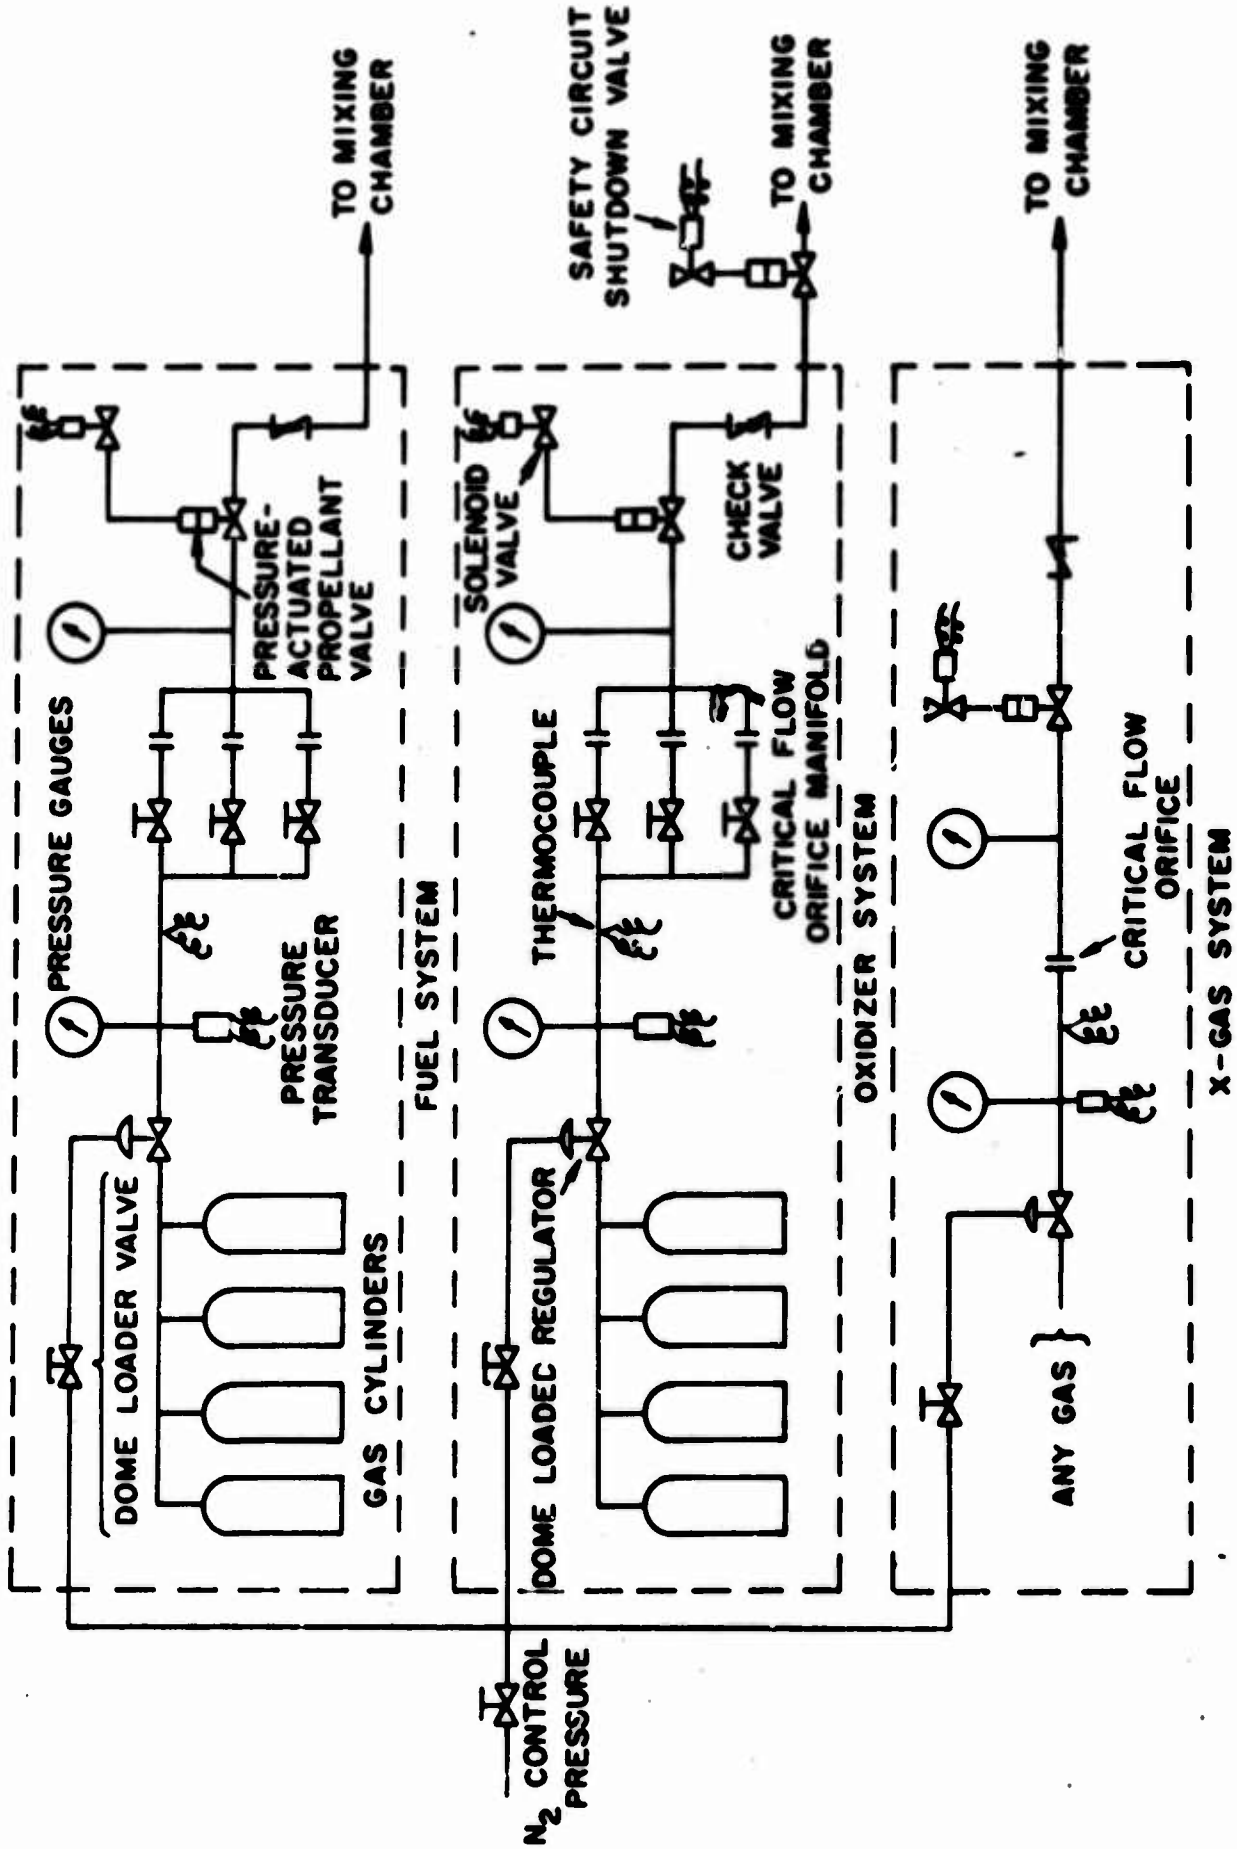 PRESSURE GAUGES
DOME LOADER VALVE
GAS CYLINDERS
PRESSURE
TRANSDUCER
PRESSURE-
ACTUATED
PROPELLANT
VALVE
TO MIXING
CHAMBER
FUEL SYSTEM
N2 CONTROL
PRESSURE
DOME LOADEC REGULATOR
THERMOCOUPLE
SOLENOID
VALVE
CHECK
VALVE
CRITICAL FLOW
ORIFICE MANIFOLD
SAFETY CIRCUIT
SHUTDOWN VALVE
TO MIXING
CHAMBER
OXIDIZER SYSTEM
ANY GAS
CRITICAL FLOW
ORIFICE
TO MIXING
CHAMBER
X-GAS SYSTEM